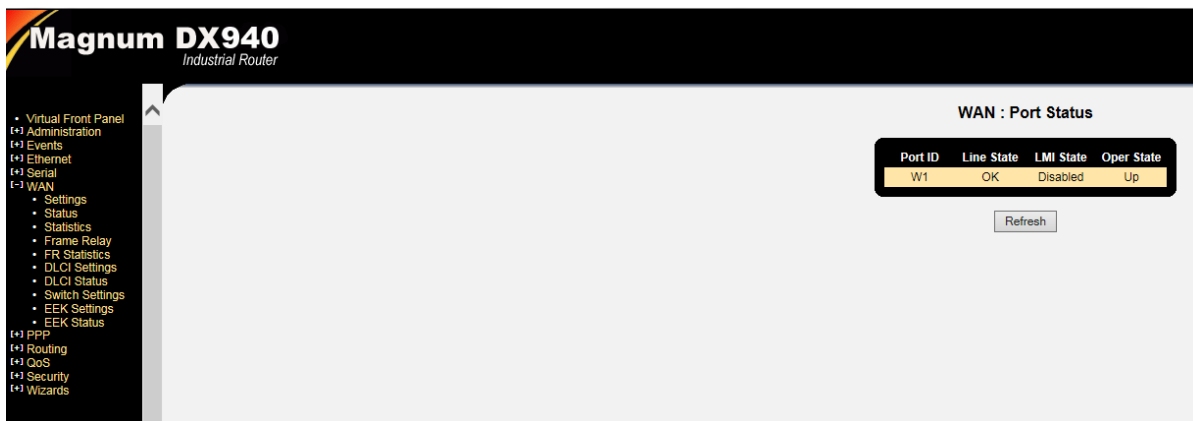 Magnum DX940
Industrial Router
• Virtual Front Panel
[+] Administration
[+] Events
[+] Ethernet
[+] Serial
[-] WAN
• Settings
• Status
• Statistics
• Frame Relay
• FR Statistics
• DLCI Settings
• DLCI Status
• Switch Settings
• EEK Settings
• EEK Status
[+] PPP
[+] Routing
[+] QoS
[+] Security
[+] Wizards
WAN : Port Status
Port ID Line State LMI State Oper State
W1 OK Disabled Up
Refresh